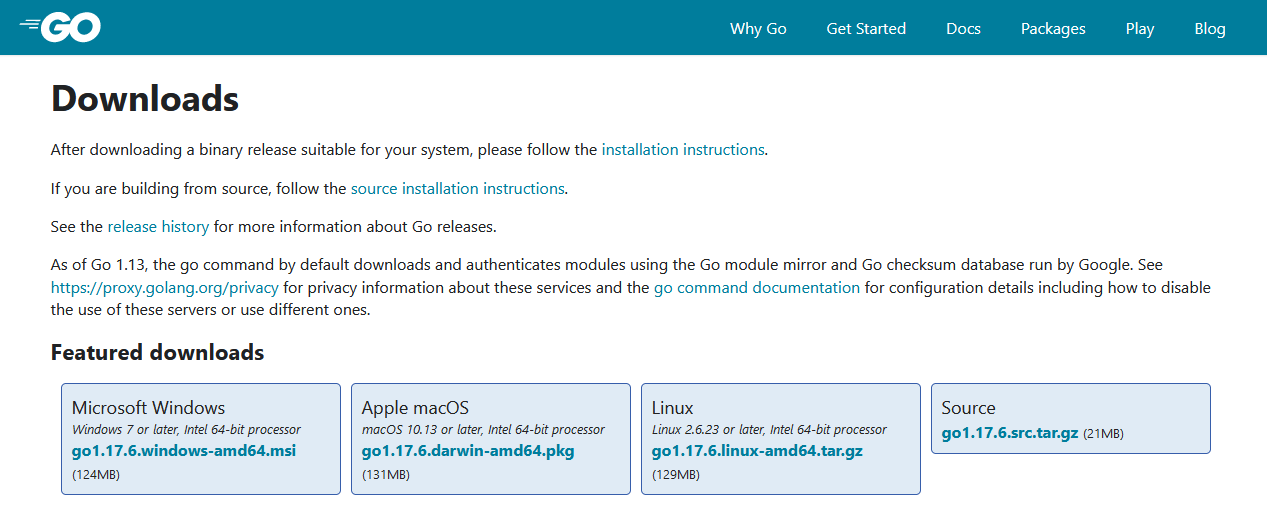 GO
Why Go Get Started Docs Packages Play Blog
Downloads
After downloading a binary release suitable for your system, please follow the installation instructions.
If you are building from source, follow the source installation instructions.
See the release history for more information about Go releases.
As of Go 1.13, the go command by default downloads and authenticates modules using the Go module mirror and Go checksum database run by Google. See
https://proxy.golang.org/privacy for privacy information about these services and the go command documentation for configuration details including how to disable
the use of these servers or use different ones.
Featured downloads
Microsoft Windows
Windows 7 or later, Intel 64-bit processor
go1.17.6.windows-amd64.msi
(124MB)
Apple macOS
macOS 10.13 or later, Intel 64-bit processor
go1.17.6.darwin-amd64.pkg
(131MB)
Linux
Linux 2.6.23 or later, Intel 64-bit processor
go1.17.6.linux-amd64.tar.gz
(129MB)
Source
go1.17.6.src.tar.gz (21MB)